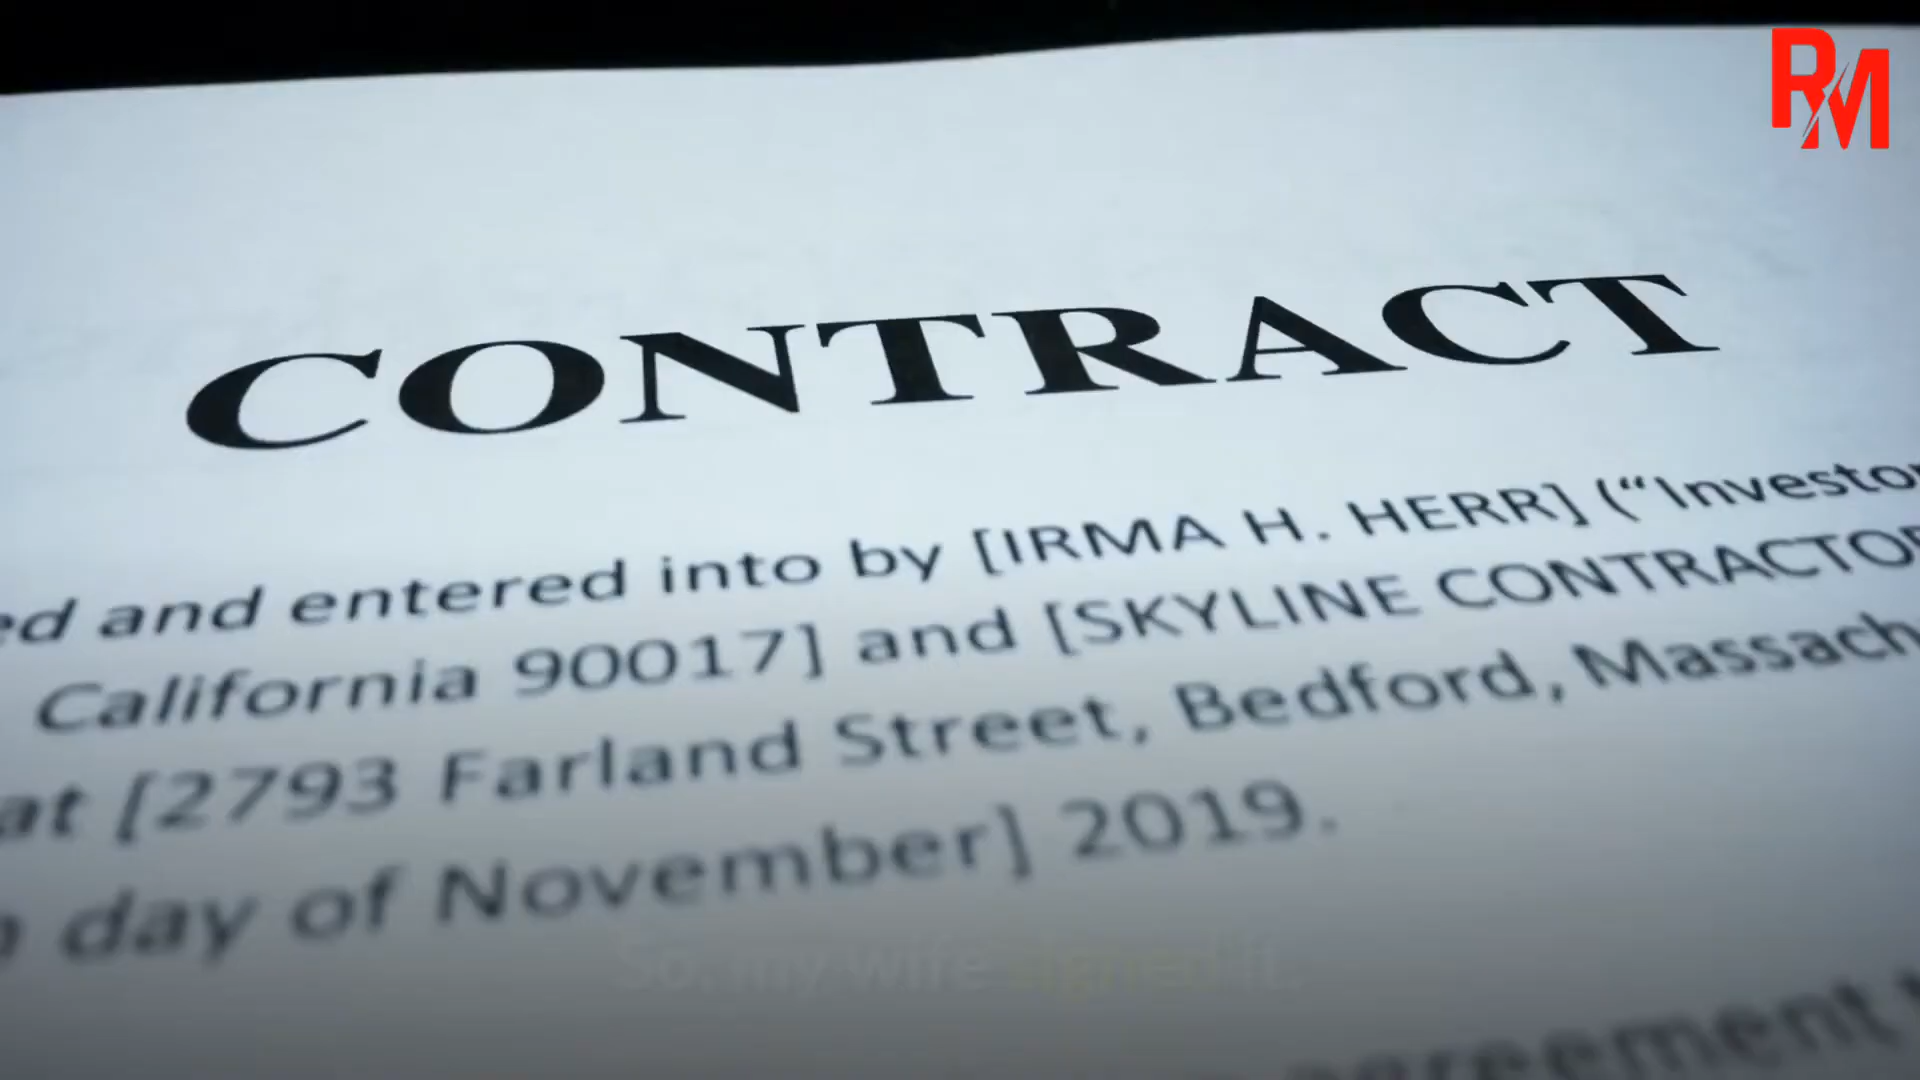 RM
CONTRACT
ed and entered into by [IRMA H. HERR] (“Investor
California 90017] and [SKYLINE CONTRACTOR
at [2793 Farland Street, Bedford, Massach
day of November] 2019.
So, my wife signed it.
agreement